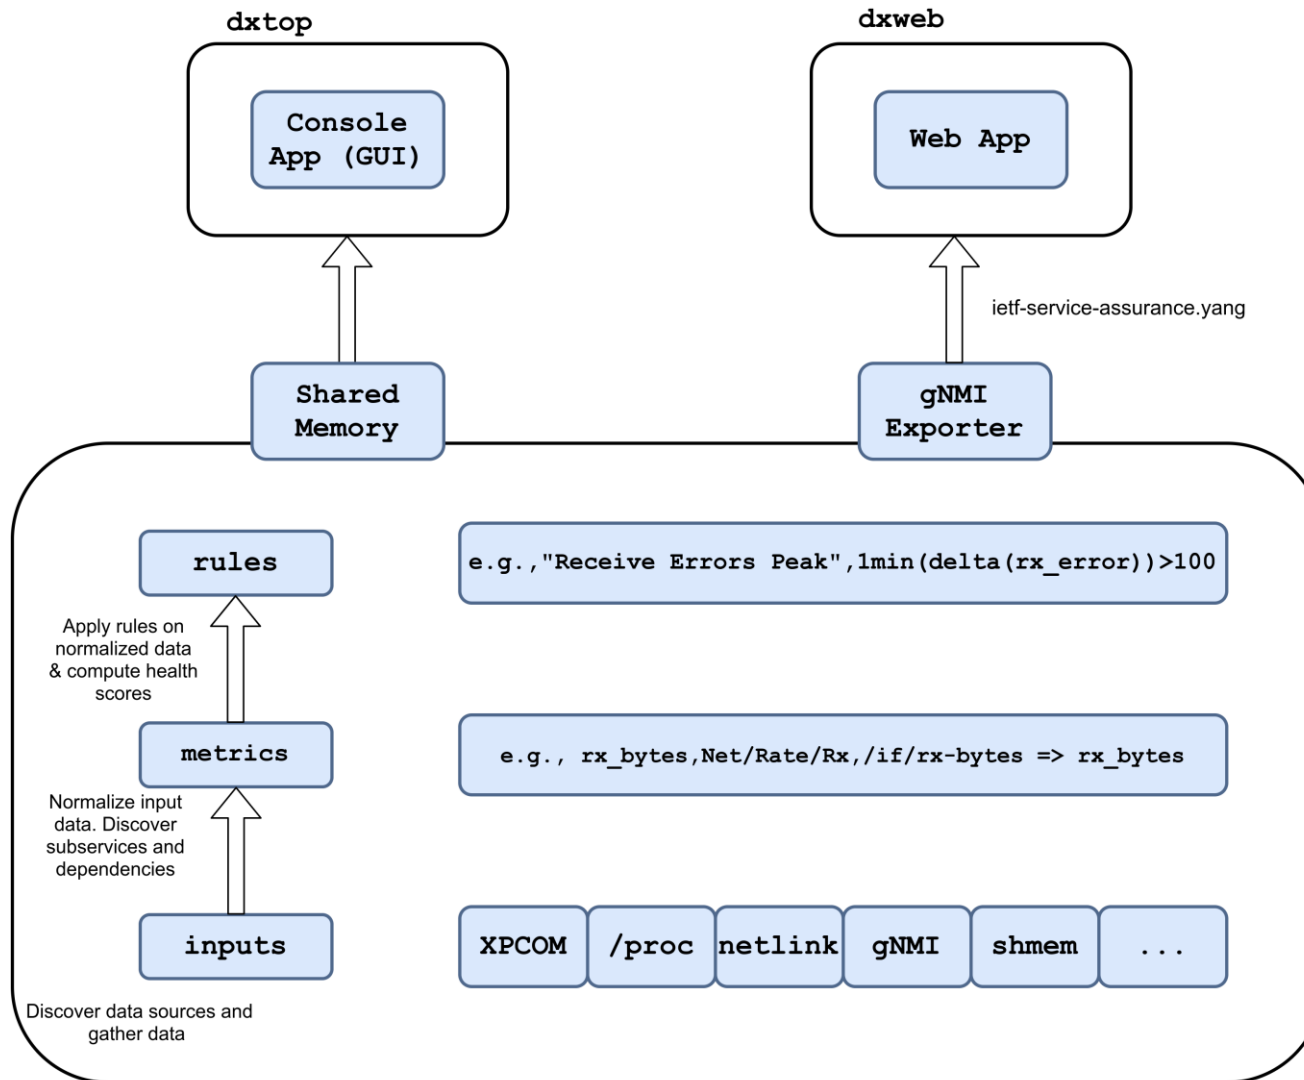 dxtop
dxweb
Console
App (GUI)
Web App
ietf-service-assurance.yang
Shared
Memory
gNMI
Exporter
rules
e.g.,"Receive Errors Peak",1min(delta(rx_error))>100
Apply rules on
normalized data
& compute health
scores
metrics
e.g., rx_bytes,Net/Rate/Rx,/if/rx-bytes => rx_bytes
Normalize input
data. Discover
subservices and
dependencies
inputs
XPCOM
/proc
netlink
gNMI
shmem
...
Discover data sources and
gather data